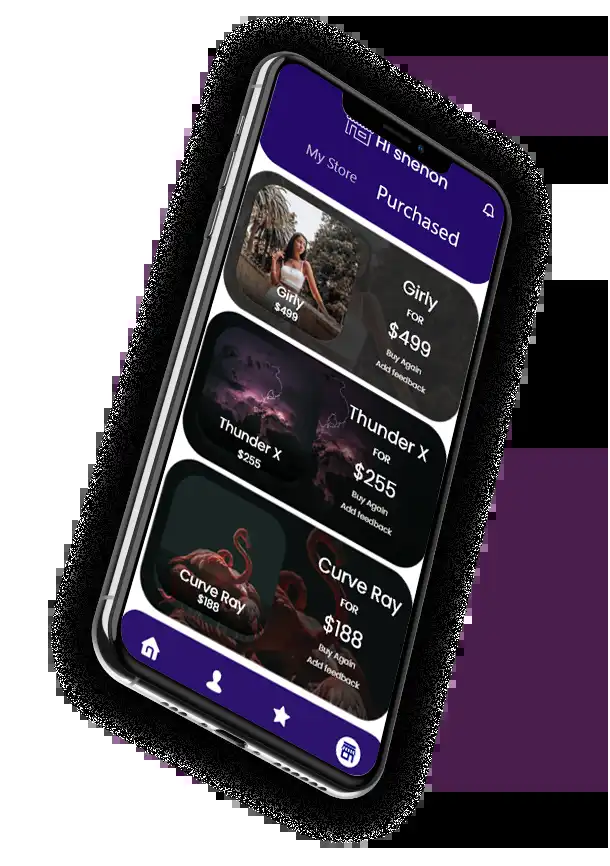 Hi shehon
My Store
Purchased
Girly
$499
Girly
FOR
$499
Buy Again
Add feedback
Thunder X
$255
Thunder X
FOR
$255
Buy Again
Add feedback
Curve Ray
$188
Curve Ray
FOR
$188
Buy Again
Add feedback